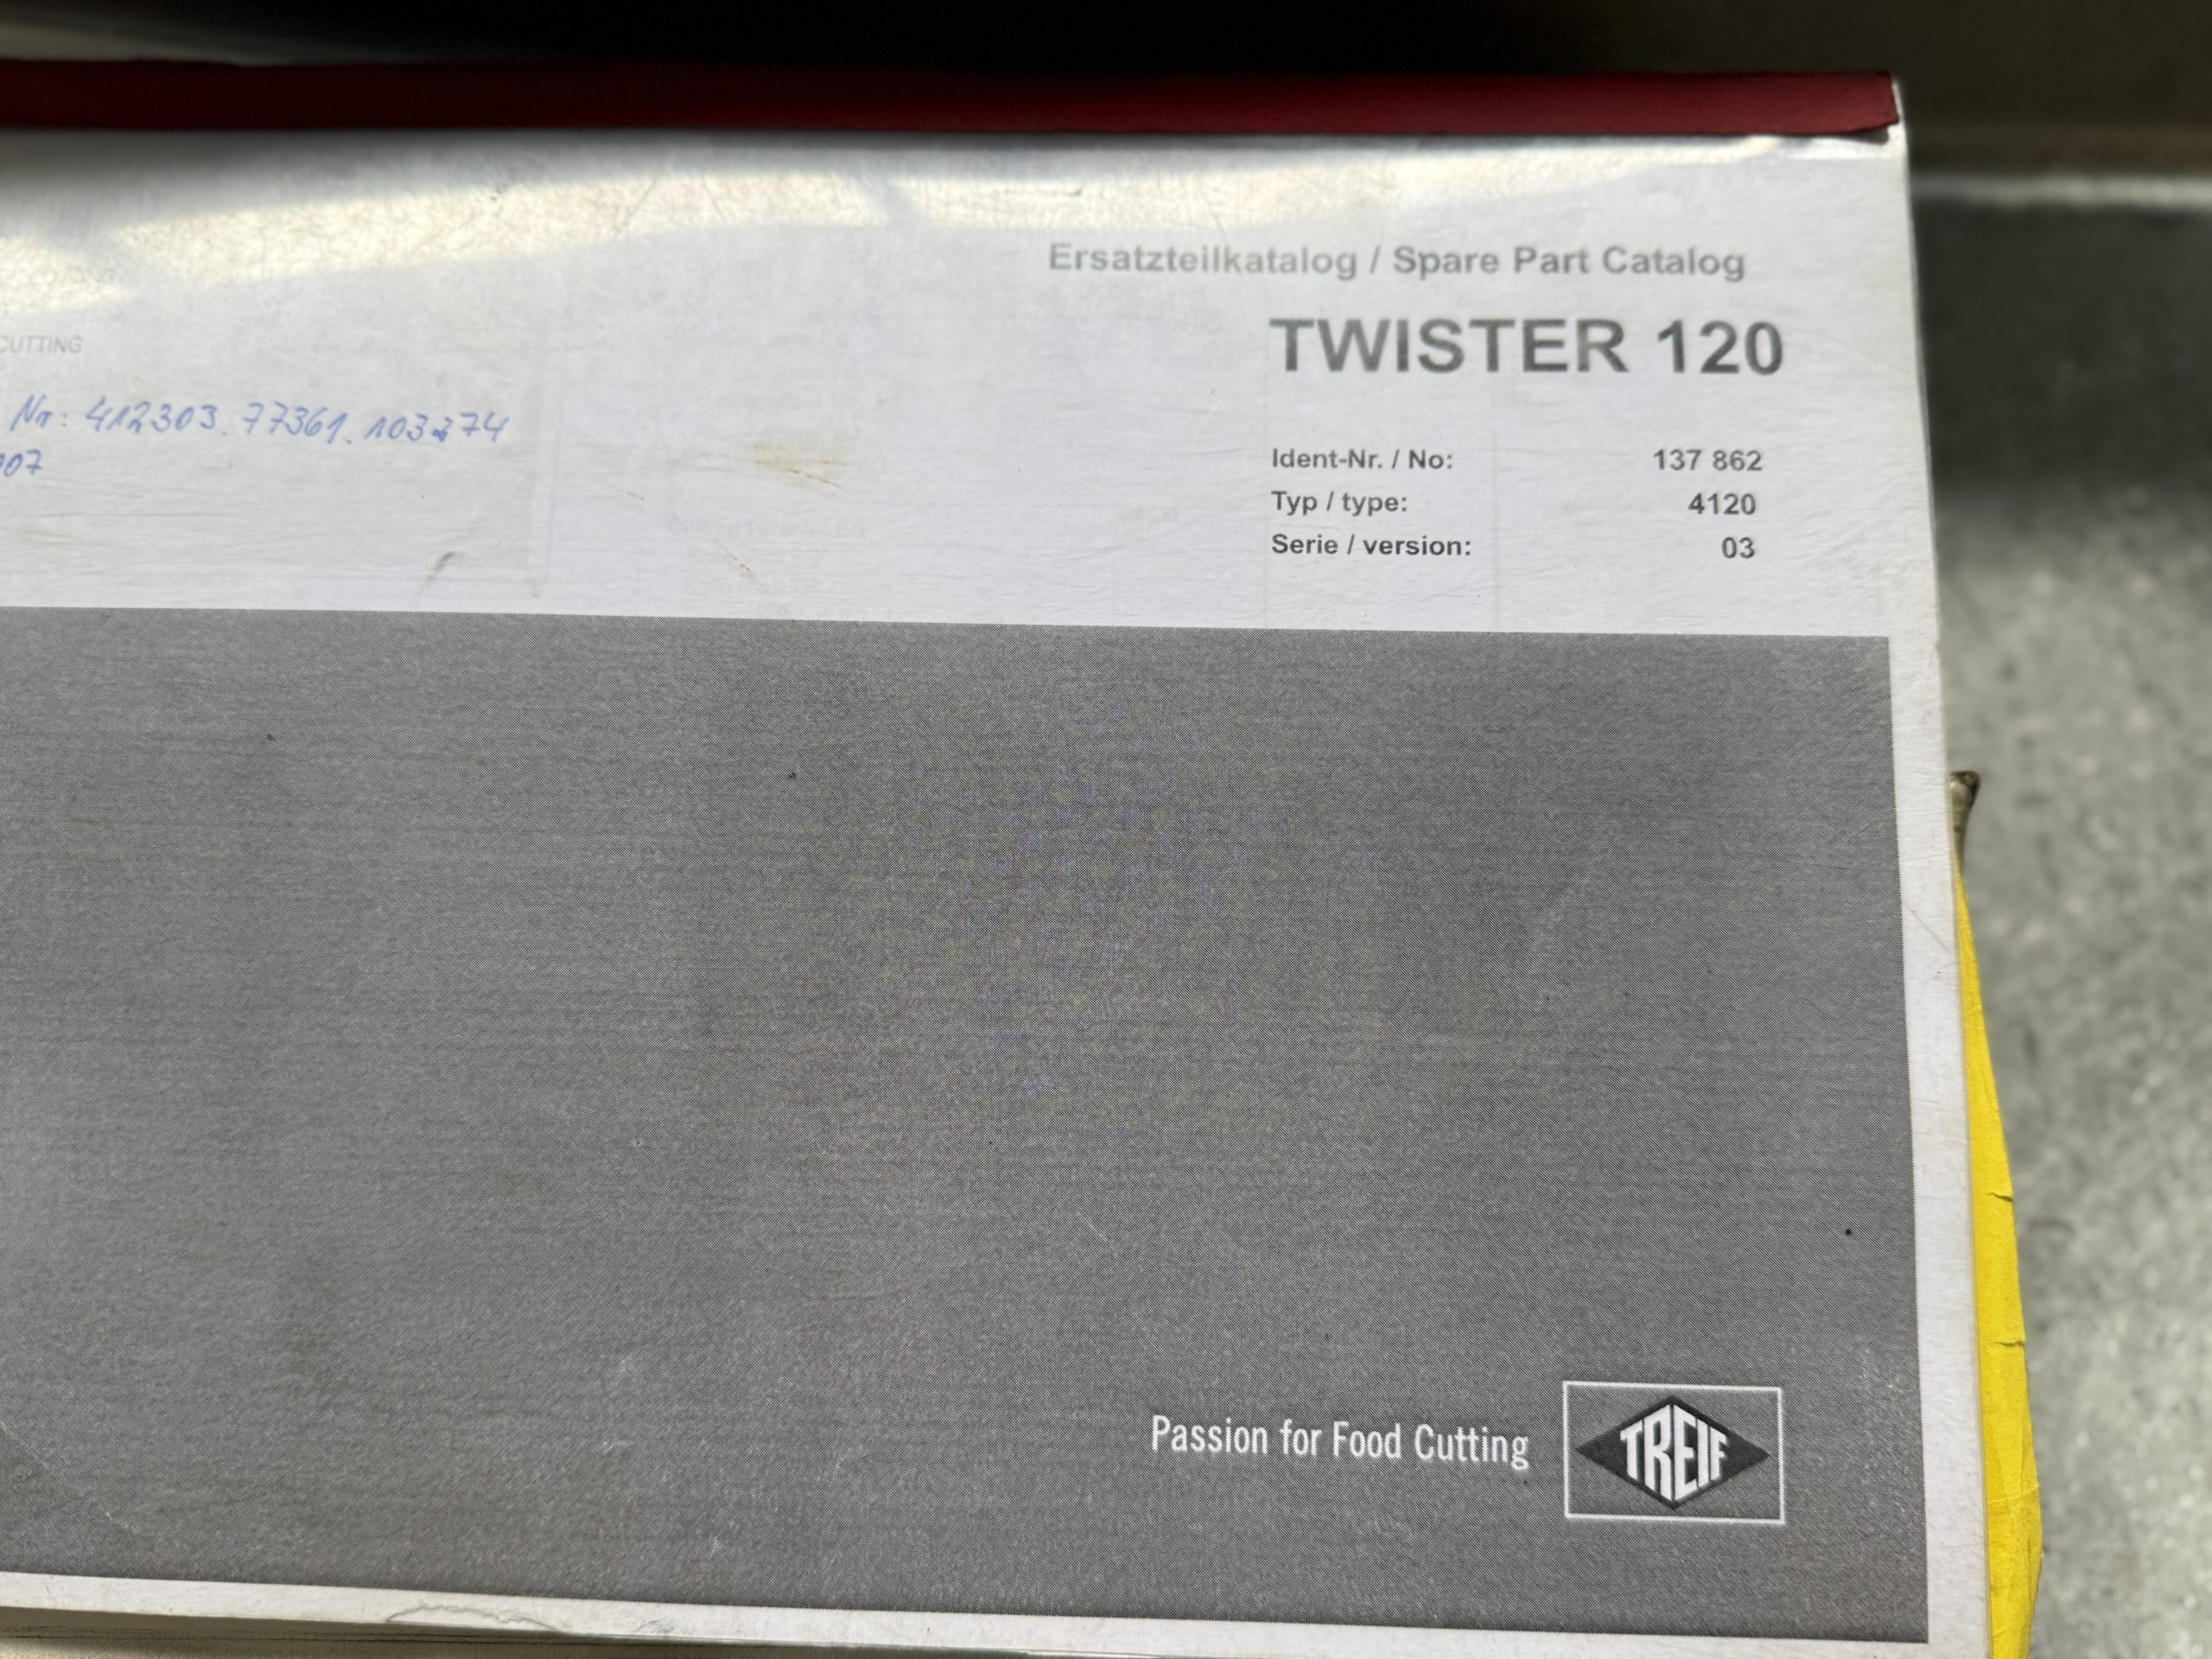 Ersatzteilkatalog / Spare Part Catalog
TWISTER 120
CUTTING
Nr: 412303.77361.103274
007
Ident-Nr. / No: 137 862
Typ / type: 4120
Serie / version: 03
Passion for Food Cutting
TREIF